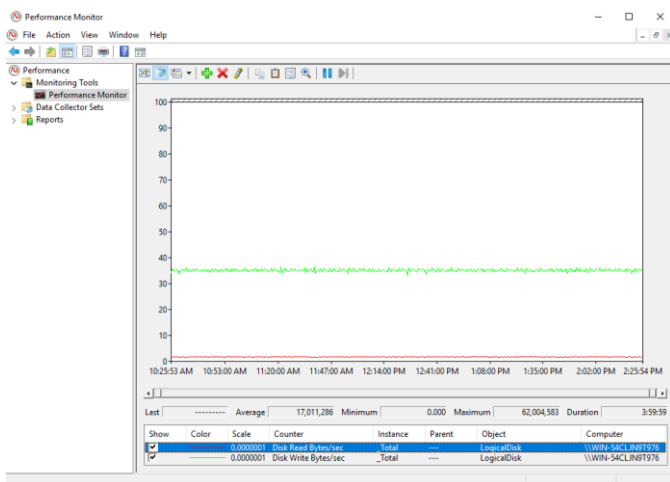 Performance Monitor
File Action View Window Help
Performance
Monitoring Tools
Performance Monitor
Data Collector Sets
Reports
100
90
80
70
60
50
40
30
20
10
0
10:25:53 AM 10:53:00 AM 11:20:00 AM 11:47:00 AM 12:14:00 PM 12:41:00 PM 1:08:00 PM 1:35:00 PM 2:02:00 PM 2:25:54 PM
Last --------- Average 17,011,286 Minimum 0.000 Maximum 62,004,583 Duration 3:59:59
Show Color Scale Counter Instance Parent Object Computer
0.0000001 Disk Read Bytes/sec _Total --- LogicalDisk \\WIN-54CLJN9T976
0.0000001 Disk Write Bytes/sec _Total --- LogicalDisk \\WIN-54CLJN9T976